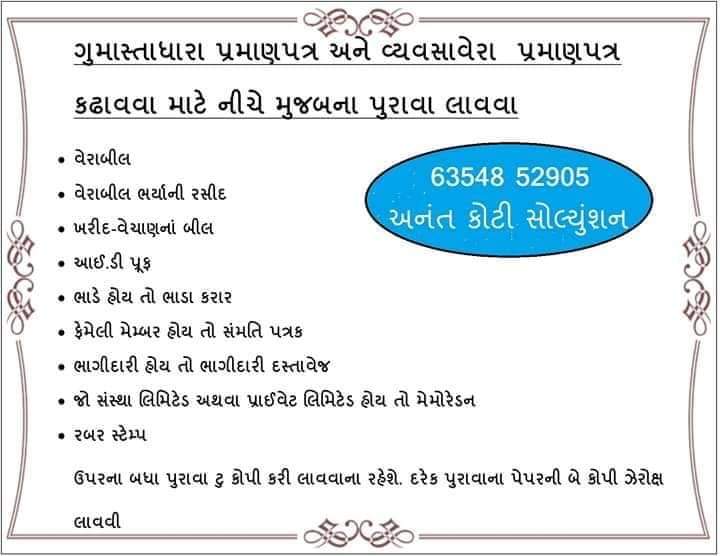 ગુમાસ્તાધારા પ્રમાણપત્ર અને વ્યવસાવેરા પ્રમાણપત્ર
કઢાવવા માટે નીચે મુજબના પુરાવા લાવવા
• વેરાબીલ
• વેરાબીલ ભર્યાની રસીદ
• ખરીદ-વેચાણનાં બીલ
• આઈ.ડી પૂફ
• ભાડે હોય તો ભાડા કરાર
• ફેમેલી મેમ્બર હોય તો સંમતિ પત્રક
• ભાગીદારી હોય તો ભાગીદારી દસ્તાવેજ
• જો સંસ્થા લિમિટેડ અથવા પ્રાઈવેટ લિમિટેડ હોય તો મેમોરેડન
• રબર સ્ટેમ્પ
ઉપરના બધા પુરાવા ટુ કોપી કરી લાવવાના રહેશે. દરેક પુરાવાના પેપરની બે કોપી ઝેરોક્ષ
લાવવી
63548 52905
અનંત કોટી સોલ્યુંશન